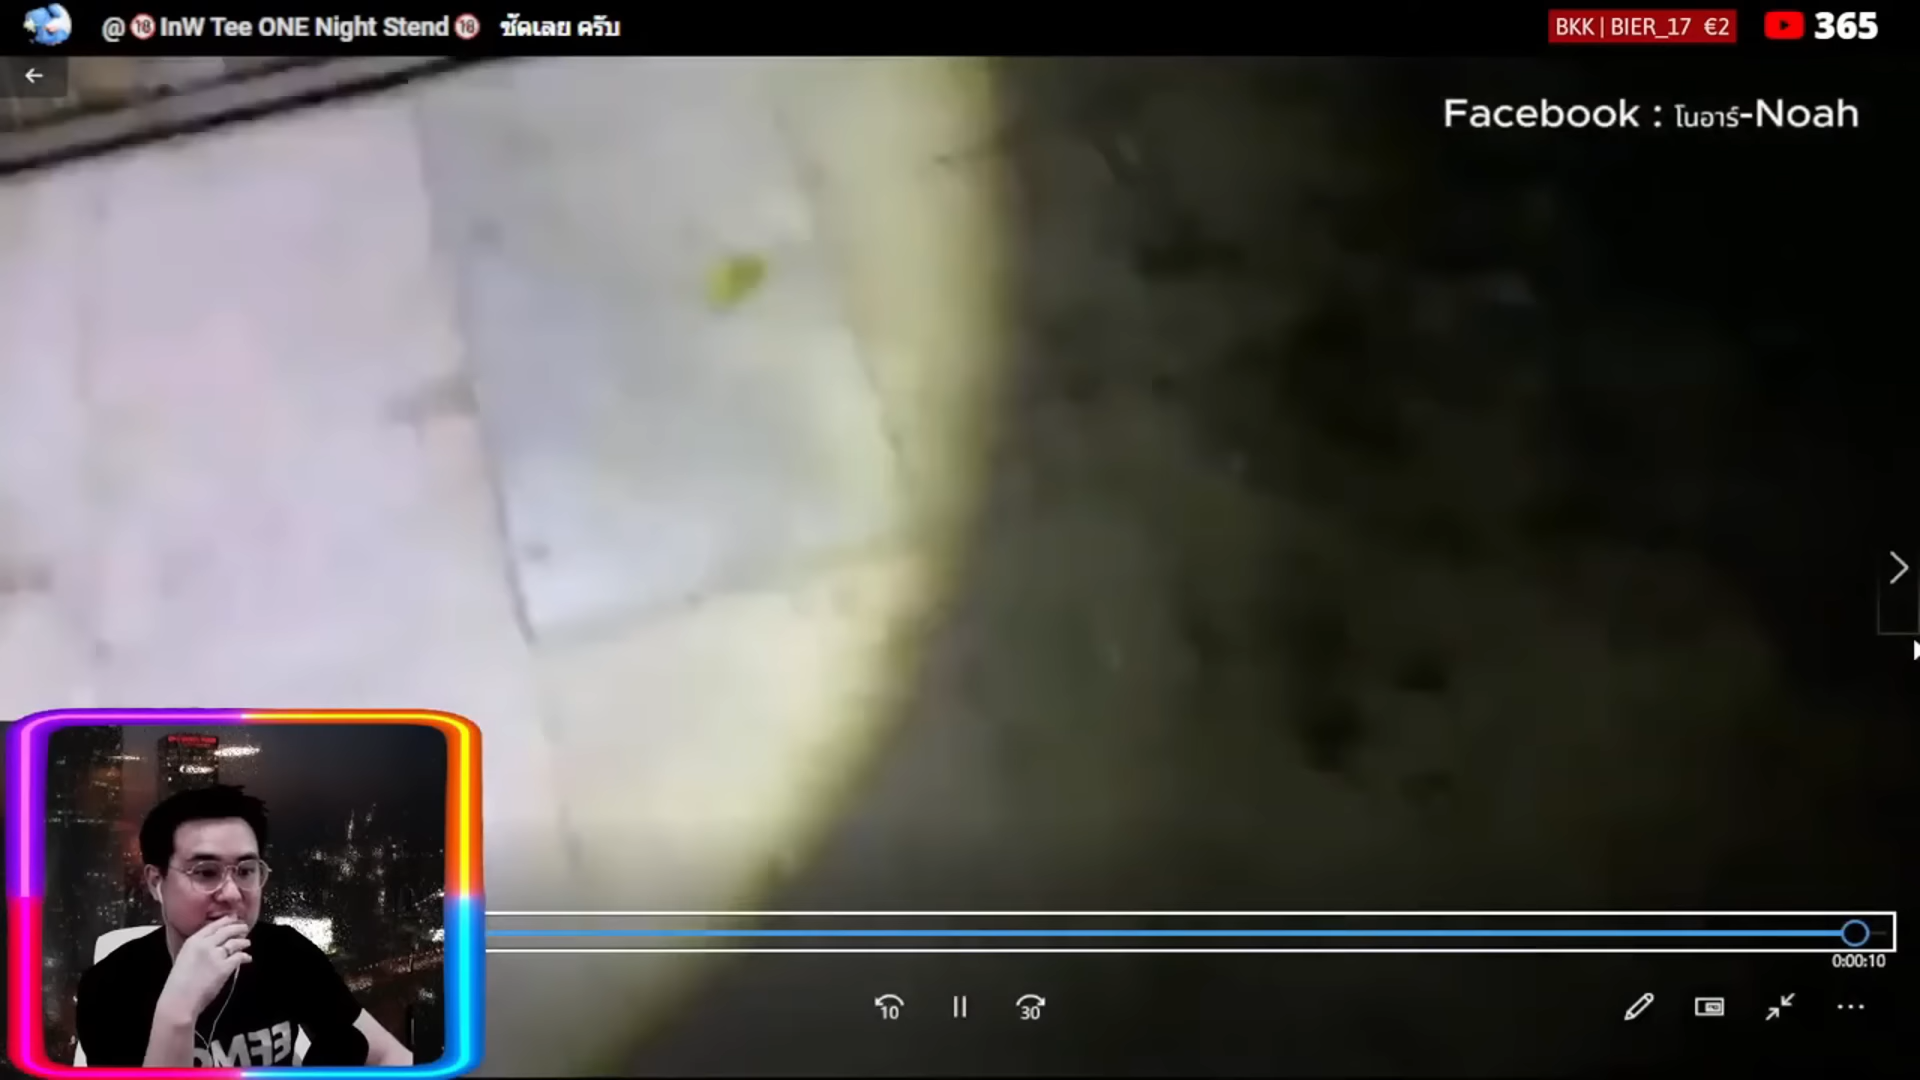 @🔞InW Tee ONE Night Stend🔞 ชัดเลย ครับ
BKK | BIER_17 €2
365
Facebook : โนอาร์-Noah
0:00:10
10
30